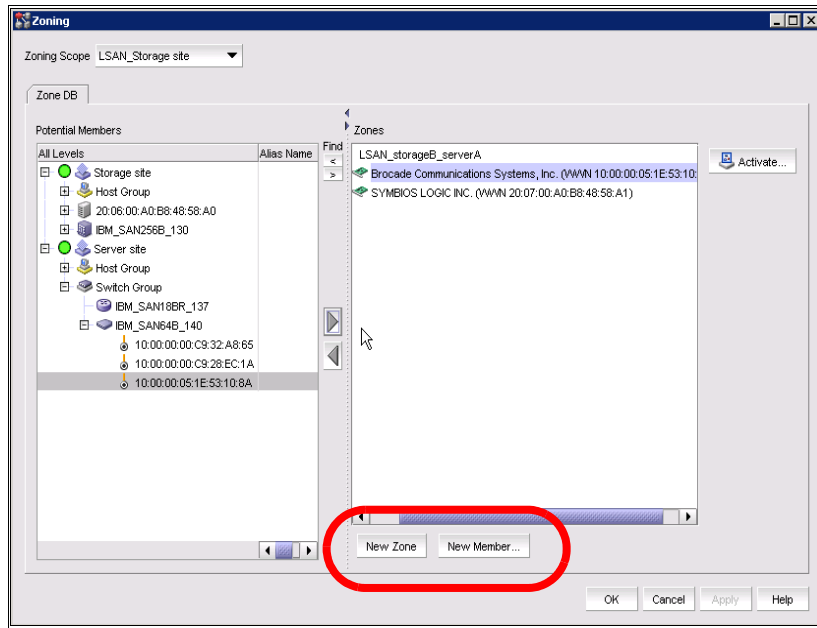 Zoning
Zoning Scope LSAN_Storage site
Zone DB
Potential Members
All Levels Alias Name
Storage site
Host Group
20:06:00:A0:B8:48:58:A0
IBM_SAN256B_130
Server site
Host Group
Switch Group
IBM_SAN18BR_137
IBM_SAN64B_140
10:00:00:00:C9:32:A8:65
10:00:00:00:C9:28:EC:1A
10:00:00:05:1E:53:10:8A
Find
<
>
Zones
LSAN_storageB_serverA
Brocade Communications Systems, Inc. (WWN 10:00:00:05:1E:53:10:
SYMBIOS LOGIC INC. (WWN 20:07:00:A0:B8:48:58:A1)
Activate...
New Zone New Member...
OK Cancel Apply Help